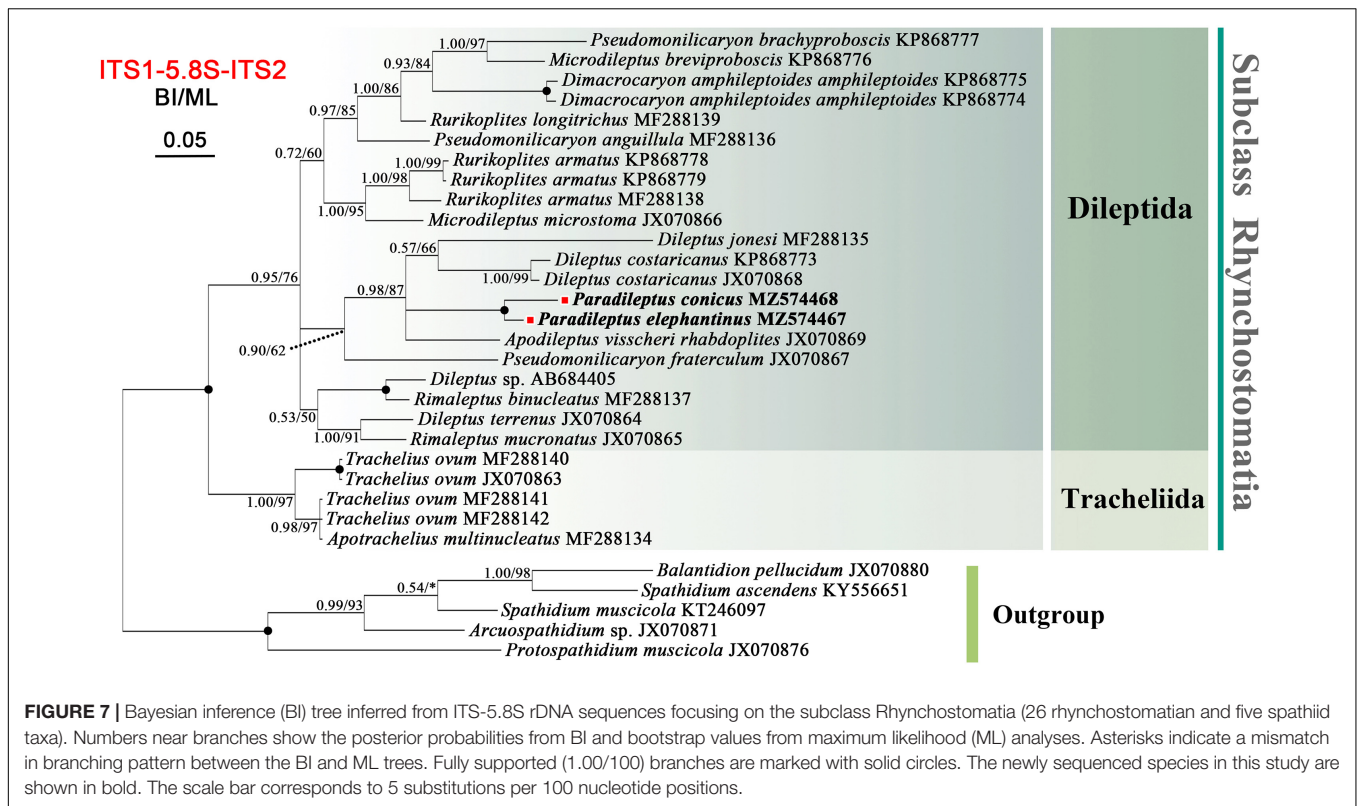 ITS1-5.8S-ITS2
BI/ML
0.05
1.00/97
Pseudomonilicaryon brachyproboscis KP868777
0.93/84
Microdileptus breviproboscis KP868776
1.00/86
Dimacrocaryon amphileptoides amphileptoides KP868775
Dimacrocaryon amphileptoides amphileptoides KP868774
0.97/85
Rurikoplites longitrichus MF288139
Pseudomonilicaryon anguillula MF288136
0.72/60
1.00/99
Rurikoplites armatus KP868778
1.00/98
Rurikoplites armatus KP868779
Rurikoplites armatus MF288138
1.00/95
Microdileptus microstoma JX070866
Dileptus jonesi MF288135
0.57/66
Dileptus costaricanus KP868773
1.00/99
Dileptus costaricanus JX070868
0.95/76
0.98/87
Paradileptus conicus MZ574468
Paradileptus elephantinus MZ574467
Apodileptus visscheri rhabdoplites JX070869
0.90/62
Pseudomonilicaryon fraterculum JX070867
Dileptus sp. AB684405
Rimaleptus binucleatus MF288137
0.53/50
Dileptus terrenus JX070864
1.00/91
Rimaleptus mucronatus JX070865
Trachelius ovum MF288140
Trachelius ovum JX070863
1.00/97
Trachelius ovum MF288141
Trachelius ovum MF288142
0.98/97
Apotrachelius multinucleatus MF288134
Dileptida
Tracheliida
Subclass Rhynchostomatia
1.00/98
Balantidion pellucidum JX070880
0.54/*
Spathidium ascendens KY556651
0.99/93
Spathidium muscicola KT246097
Arcuospathidium sp. JX070871
Protospathidium muscicola JX070876
Outgroup
FIGURE 7 | Bayesian inference (BI) tree inferred from ITS-5.8S rDNA sequences focusing on the subclass Rhynchostomatia (26 rhynchostomatian and five spathiid
taxa). Numbers near branches show the posterior probabilities from BI and bootstrap values from maximum likelihood (ML) analyses. Asterisks indicate a mismatch
in branching pattern between the BI and ML trees. Fully supported (1.00/100) branches are marked with solid circles. The newly sequenced species in this study are
shown in bold. The scale bar corresponds to 5 substitutions per 100 nucleotide positions.